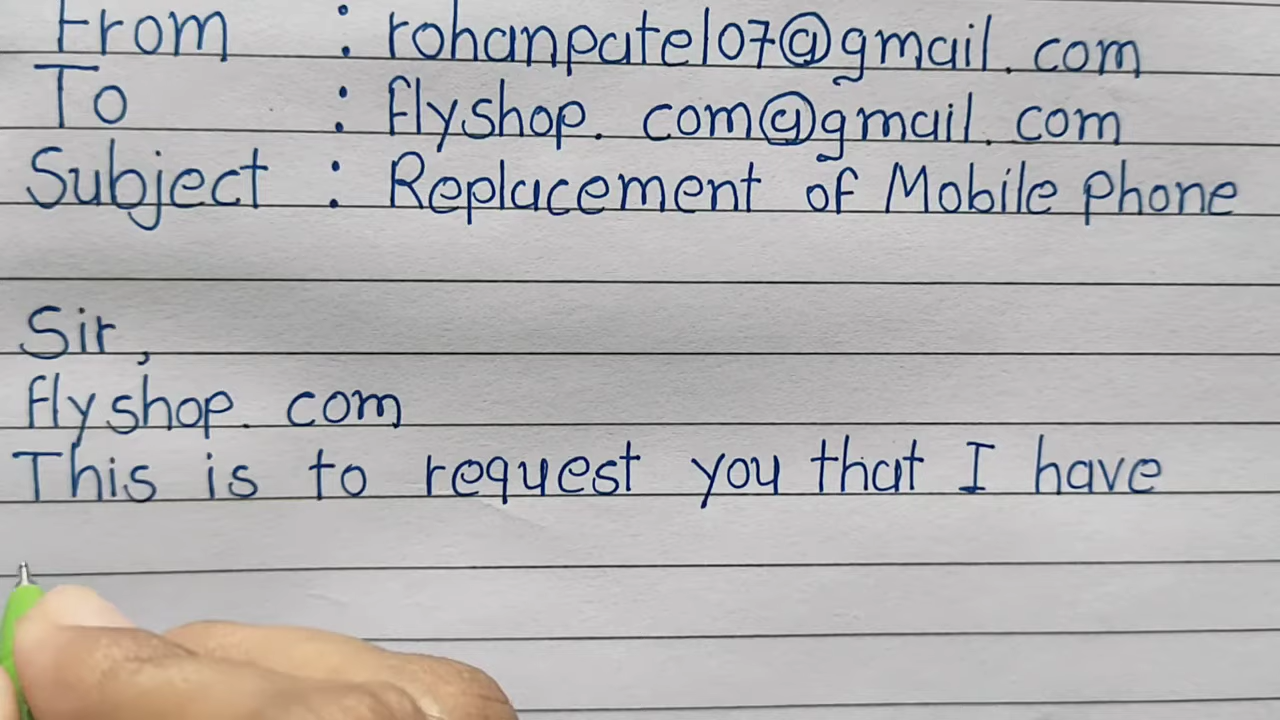 From : rohanpatel07@gmail.com
To : flyshop.com@gmail.com
Subject : Replacement of Mobile phone
Sir,
flyshop.com
This is to request you that I have